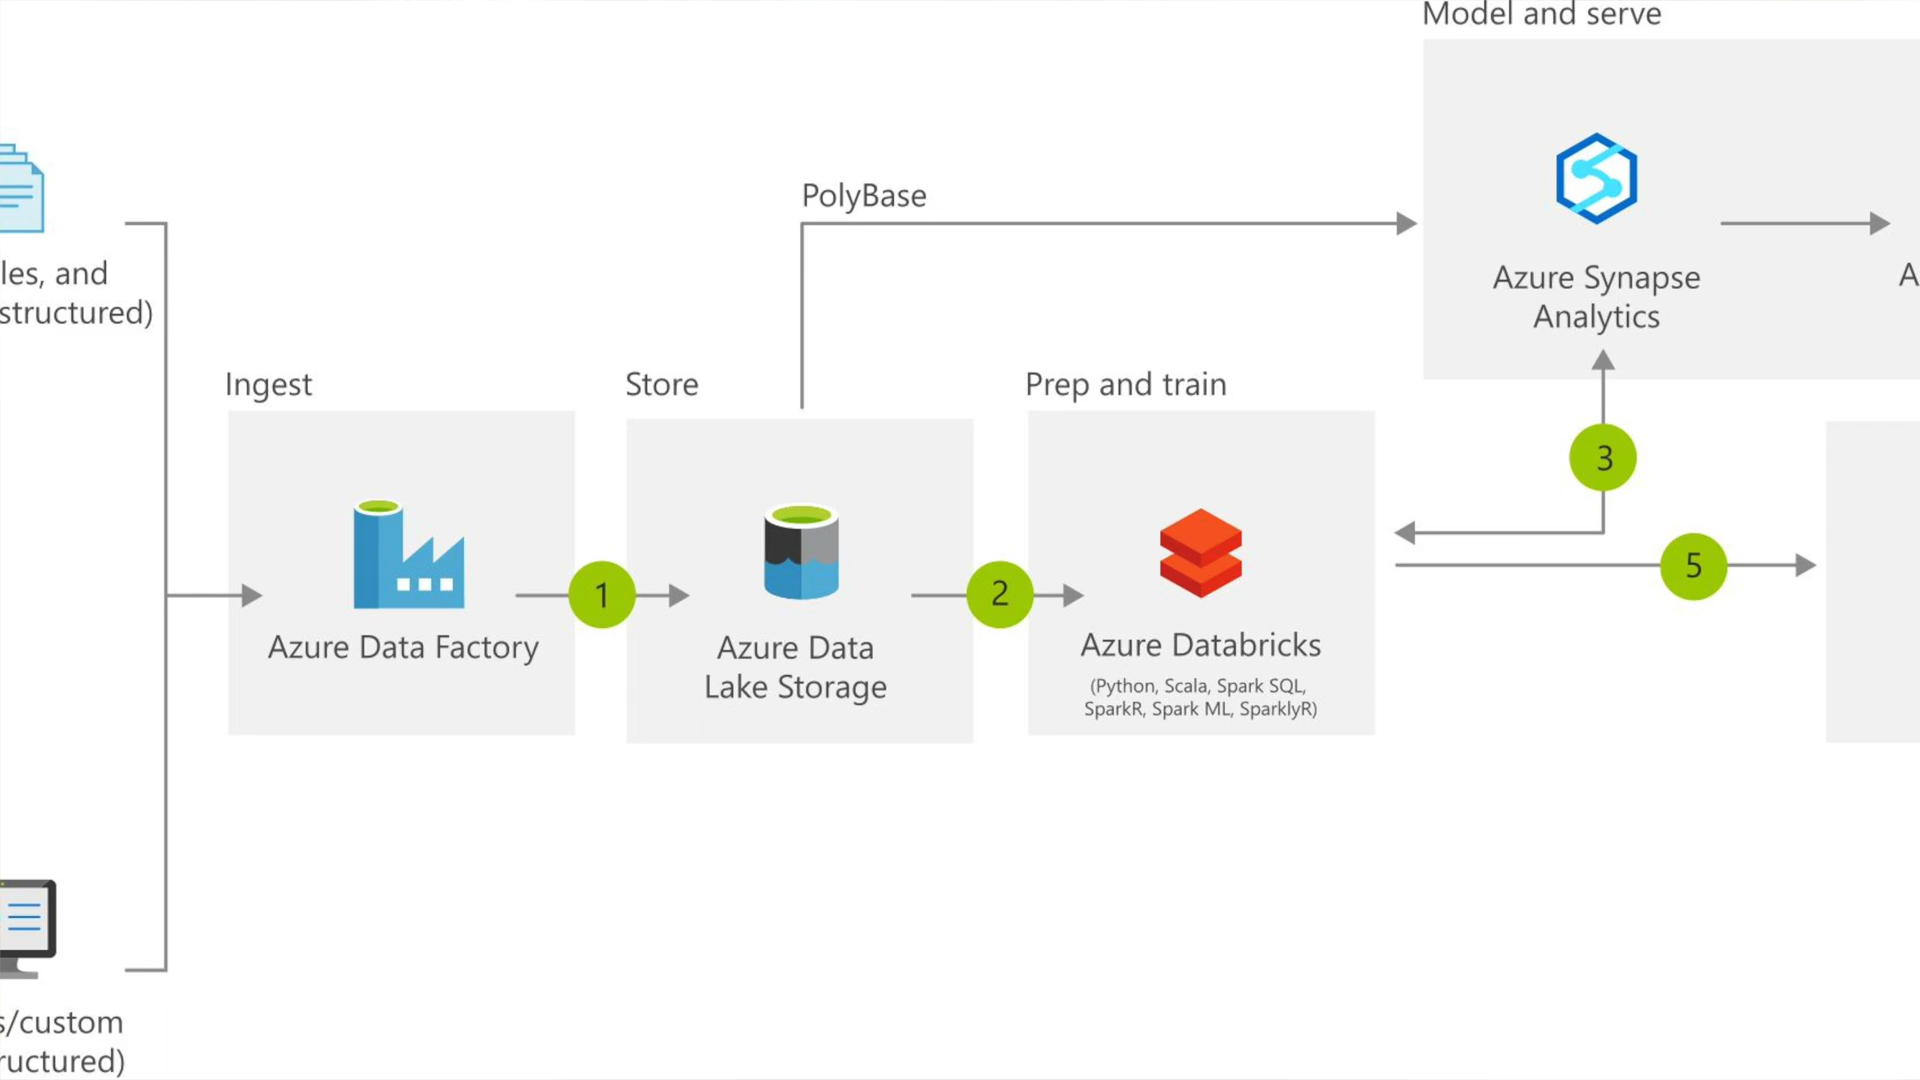 Model and serve
PolyBase
les, and
structured)
Azure Synapse
Analytics
A
Ingest
Store
Prep and train
3
5
1
2
Azure Data Factory
Azure Data
Lake Storage
Azure Databricks
(Python, Scala, Spark SQL,
SparkR, Spark ML, SparklyR)
s/custom
ructured)